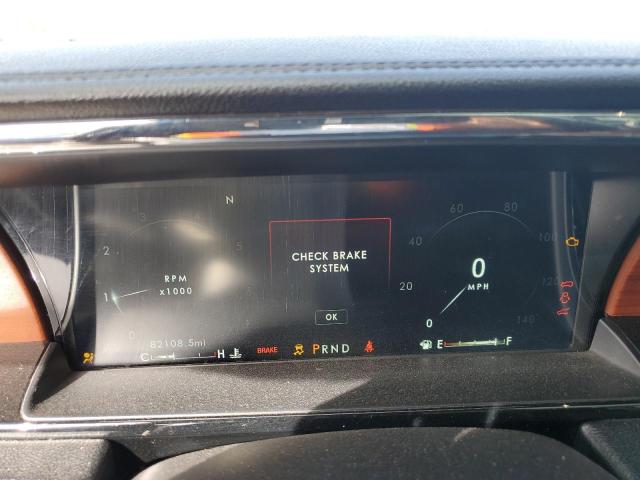 N
3
2
5
1
0
RPM
x1000
CHECK BRAKE
SYSTEM
OK
60 80
40 100
20 120
0 140
0
MPH
82108.5mi
C H BRAKE PRND E F